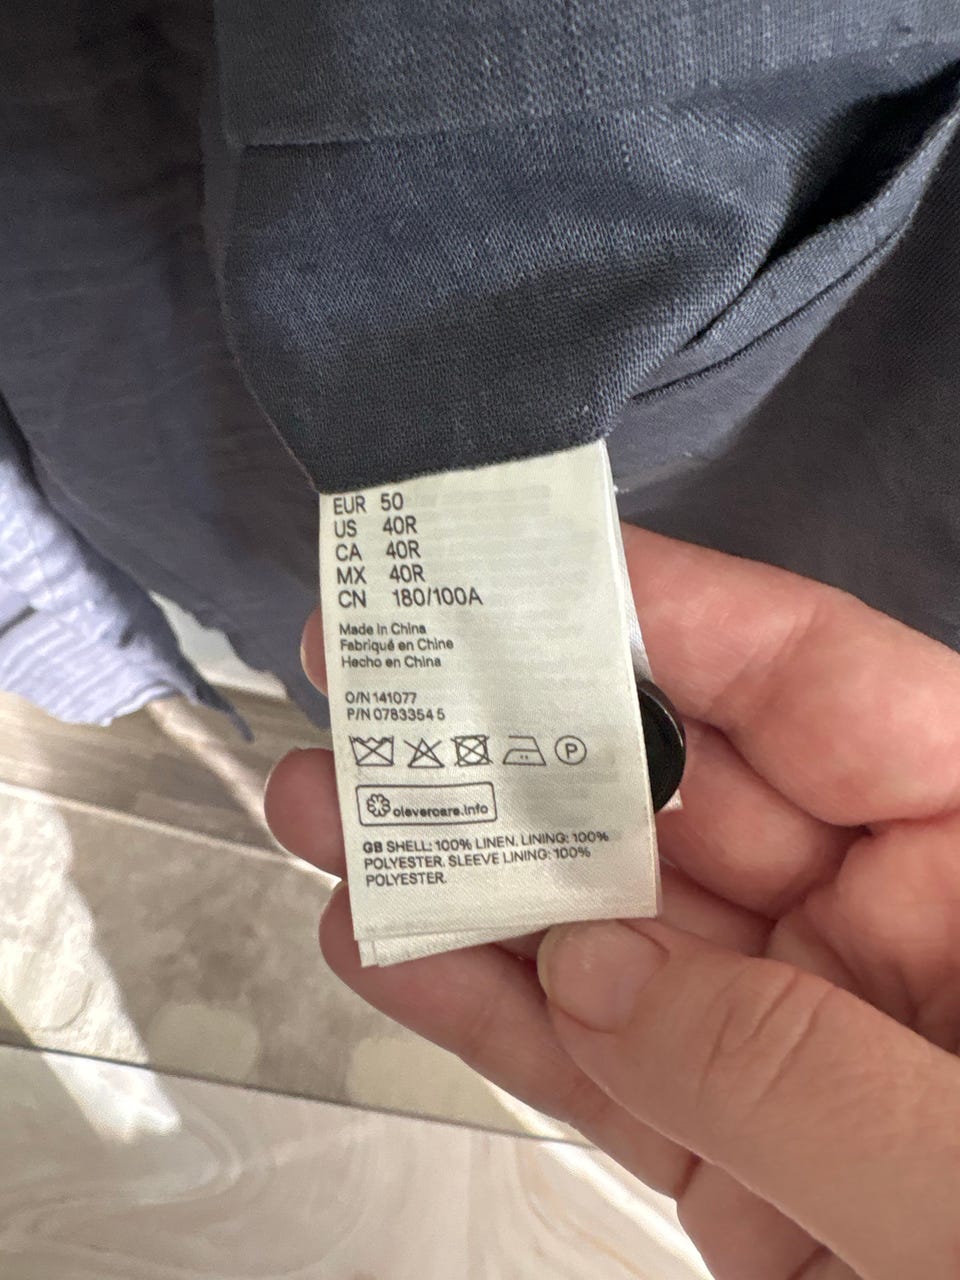 EUR 50
US 40R
CA 40R
MX 40R
CN 180/100A
Made in China
Fabriqué en Chine
Hecho en China
O/N 141077
P/N 0783354 5
P
clevercare.info
GB SHELL: 100% LINEN. LINING: 100%
POLYESTER. SLEEVE LINING: 100%
POLYESTER.